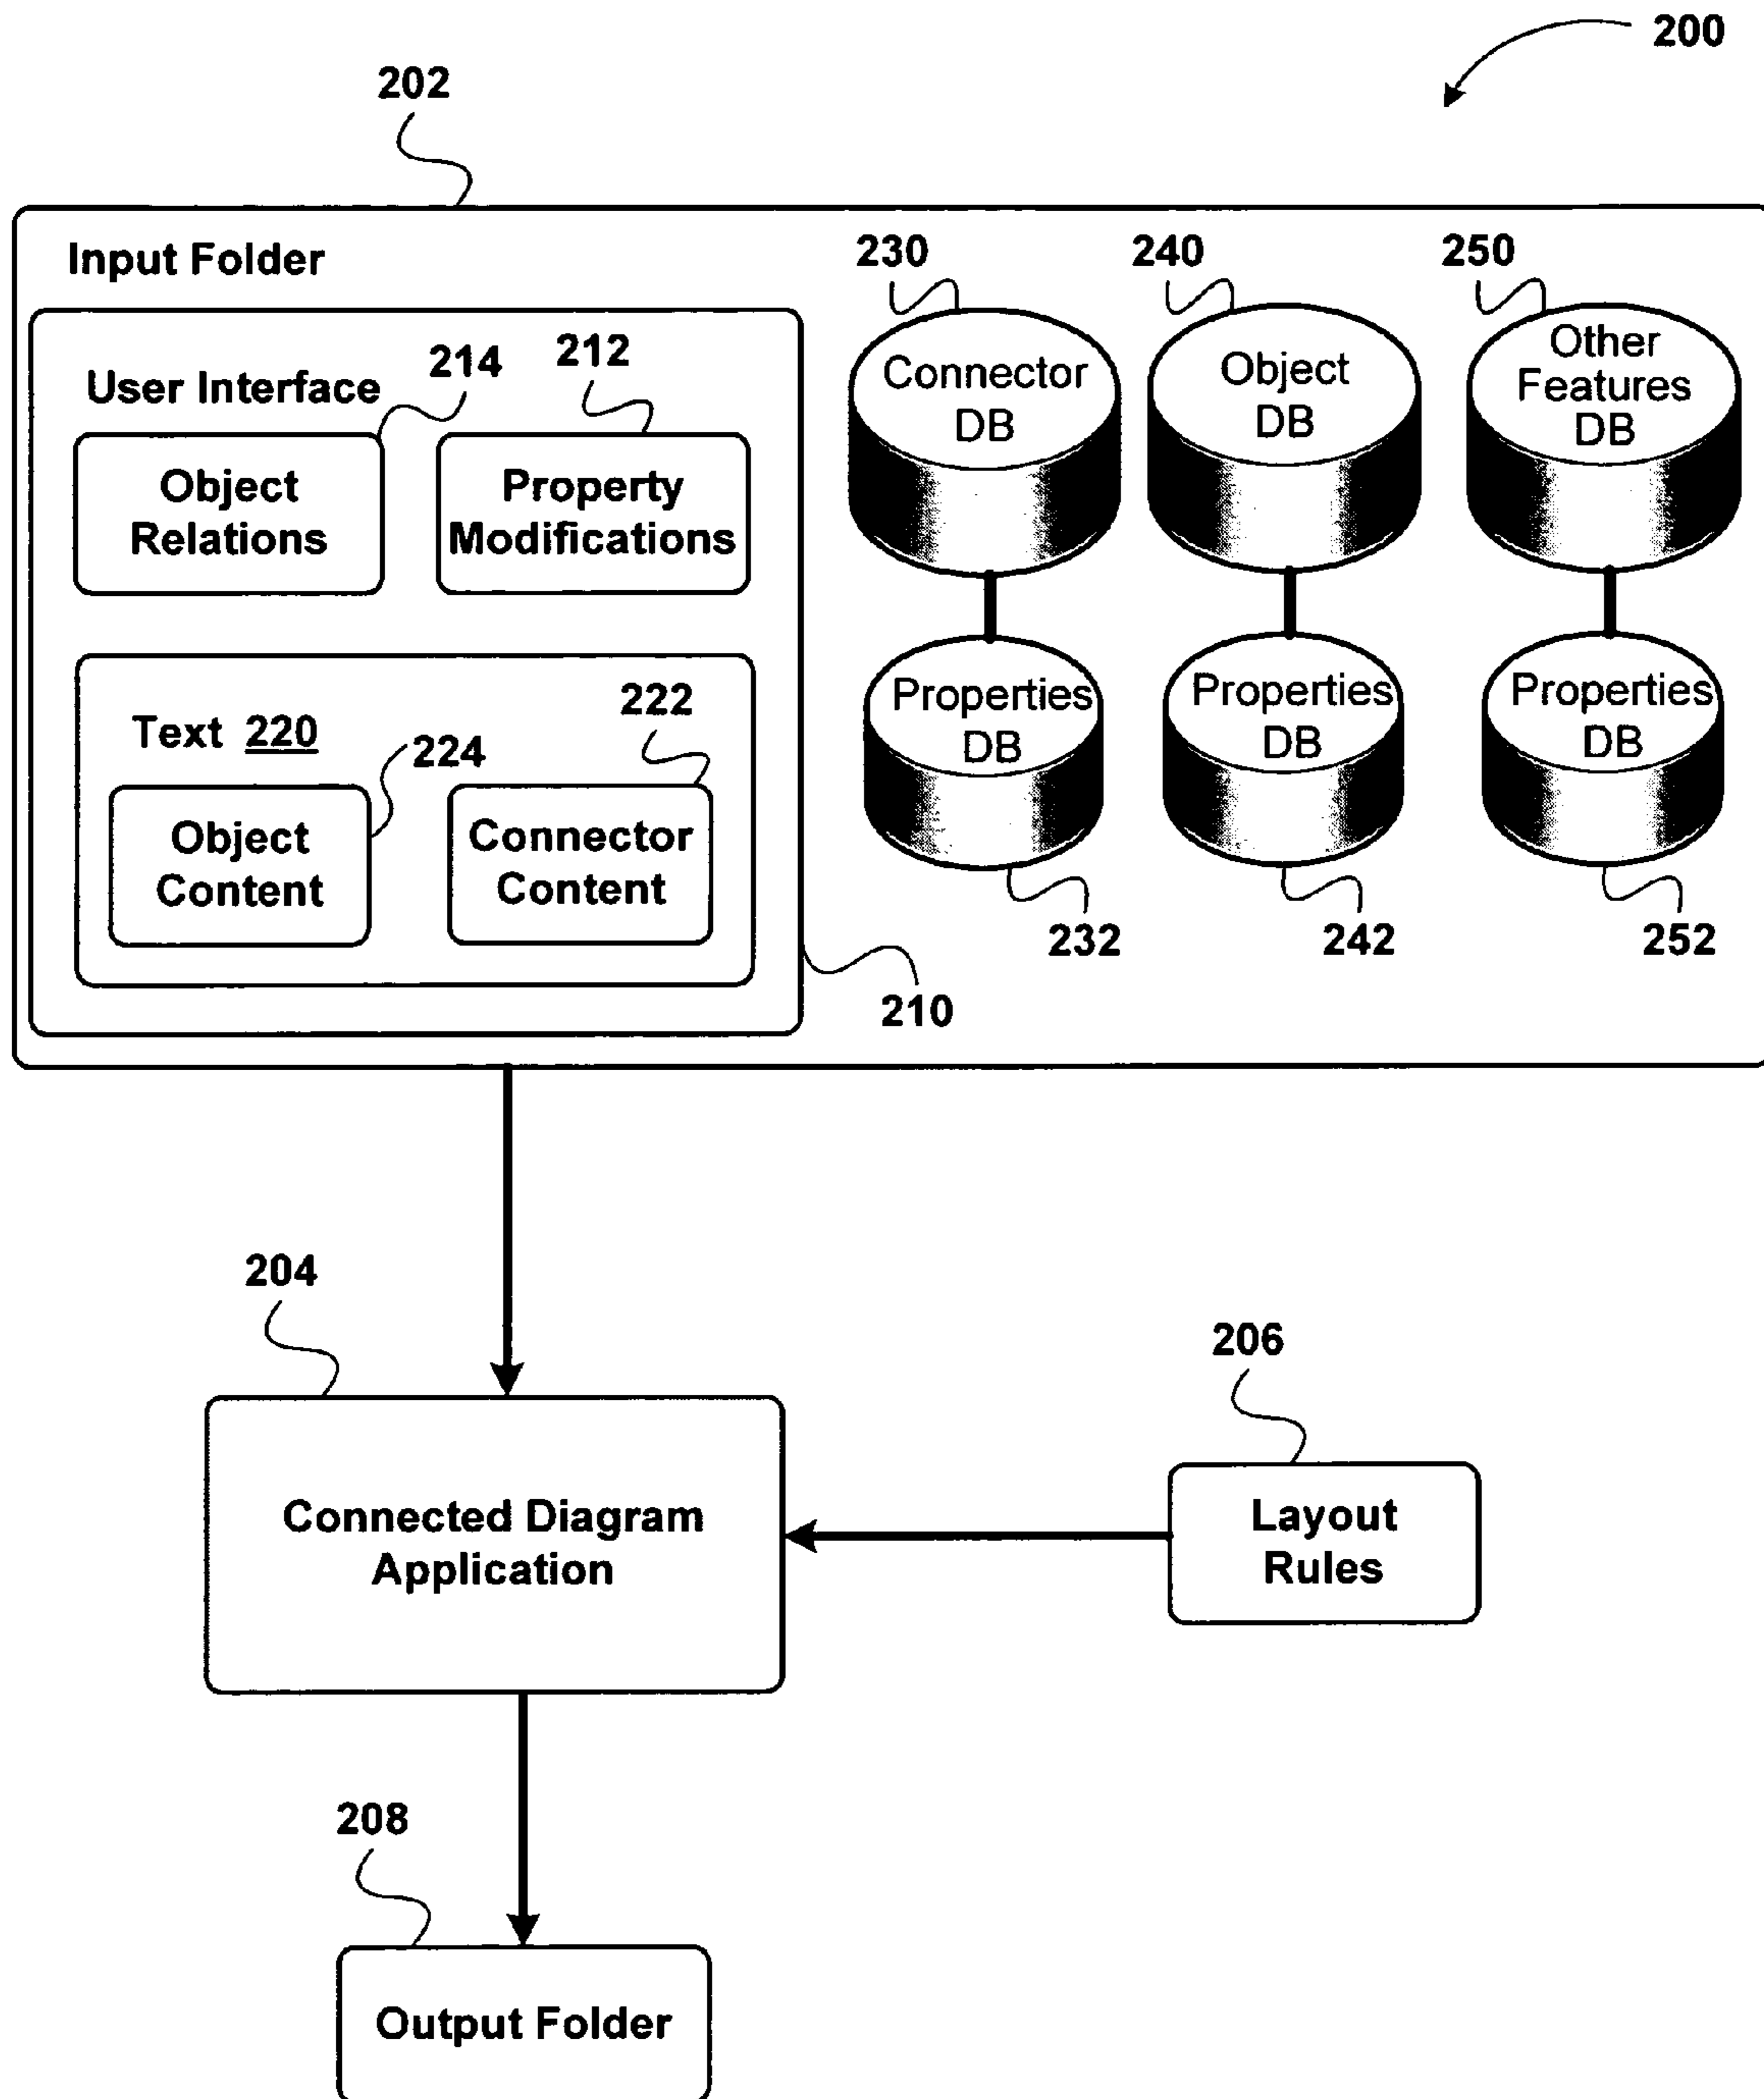 200
202
Input Folder
230
240
250
User Interface
214
212
Connector
DB
Object
DB
Other
Features
DB
Object
Relations
Property
Modifications
Text 220
224
222
Properties
DB
Properties
DB
Properties
DB
Object
Content
Connector
Content
232
242
252
210
204
206
Connected Diagram
Application
Layout
Rules
208
Output Folder